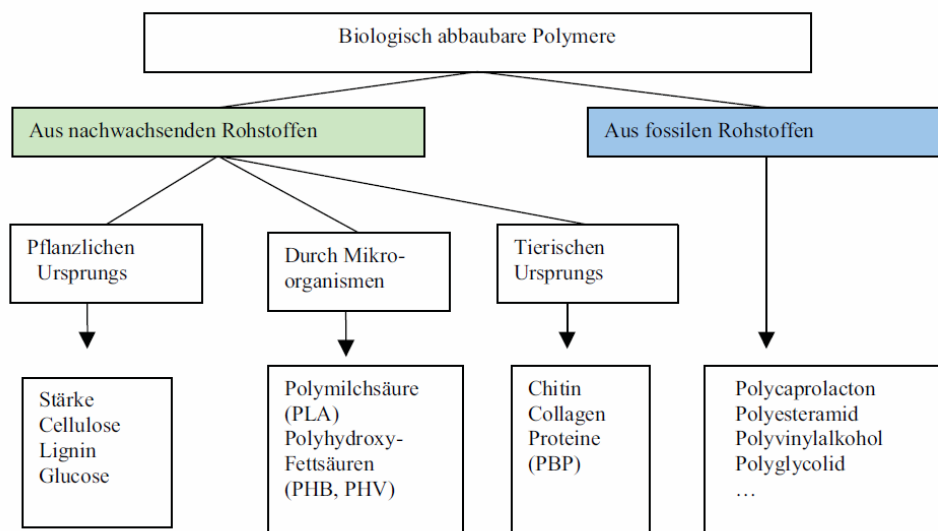 Biologisch abbaubare Polymere
Aus nachwachsenden Rohstoffen
Aus fossilen Rohstoffen
Pflanzlichen
Ursprungs
Durch Mikro-
organismen
Tierischen
Ursprungs
Stärke
Cellulose
Lignin
Glucose
Polymilchsäure
(PLA)
Polyhydroxy-
Fettsäuren
(PHB, PHV)
Chitin
Collagen
Proteine
(PBP)
Polycaprolacton
Polyesteramid
Polyvinylalkohol
Polyglycolid
…